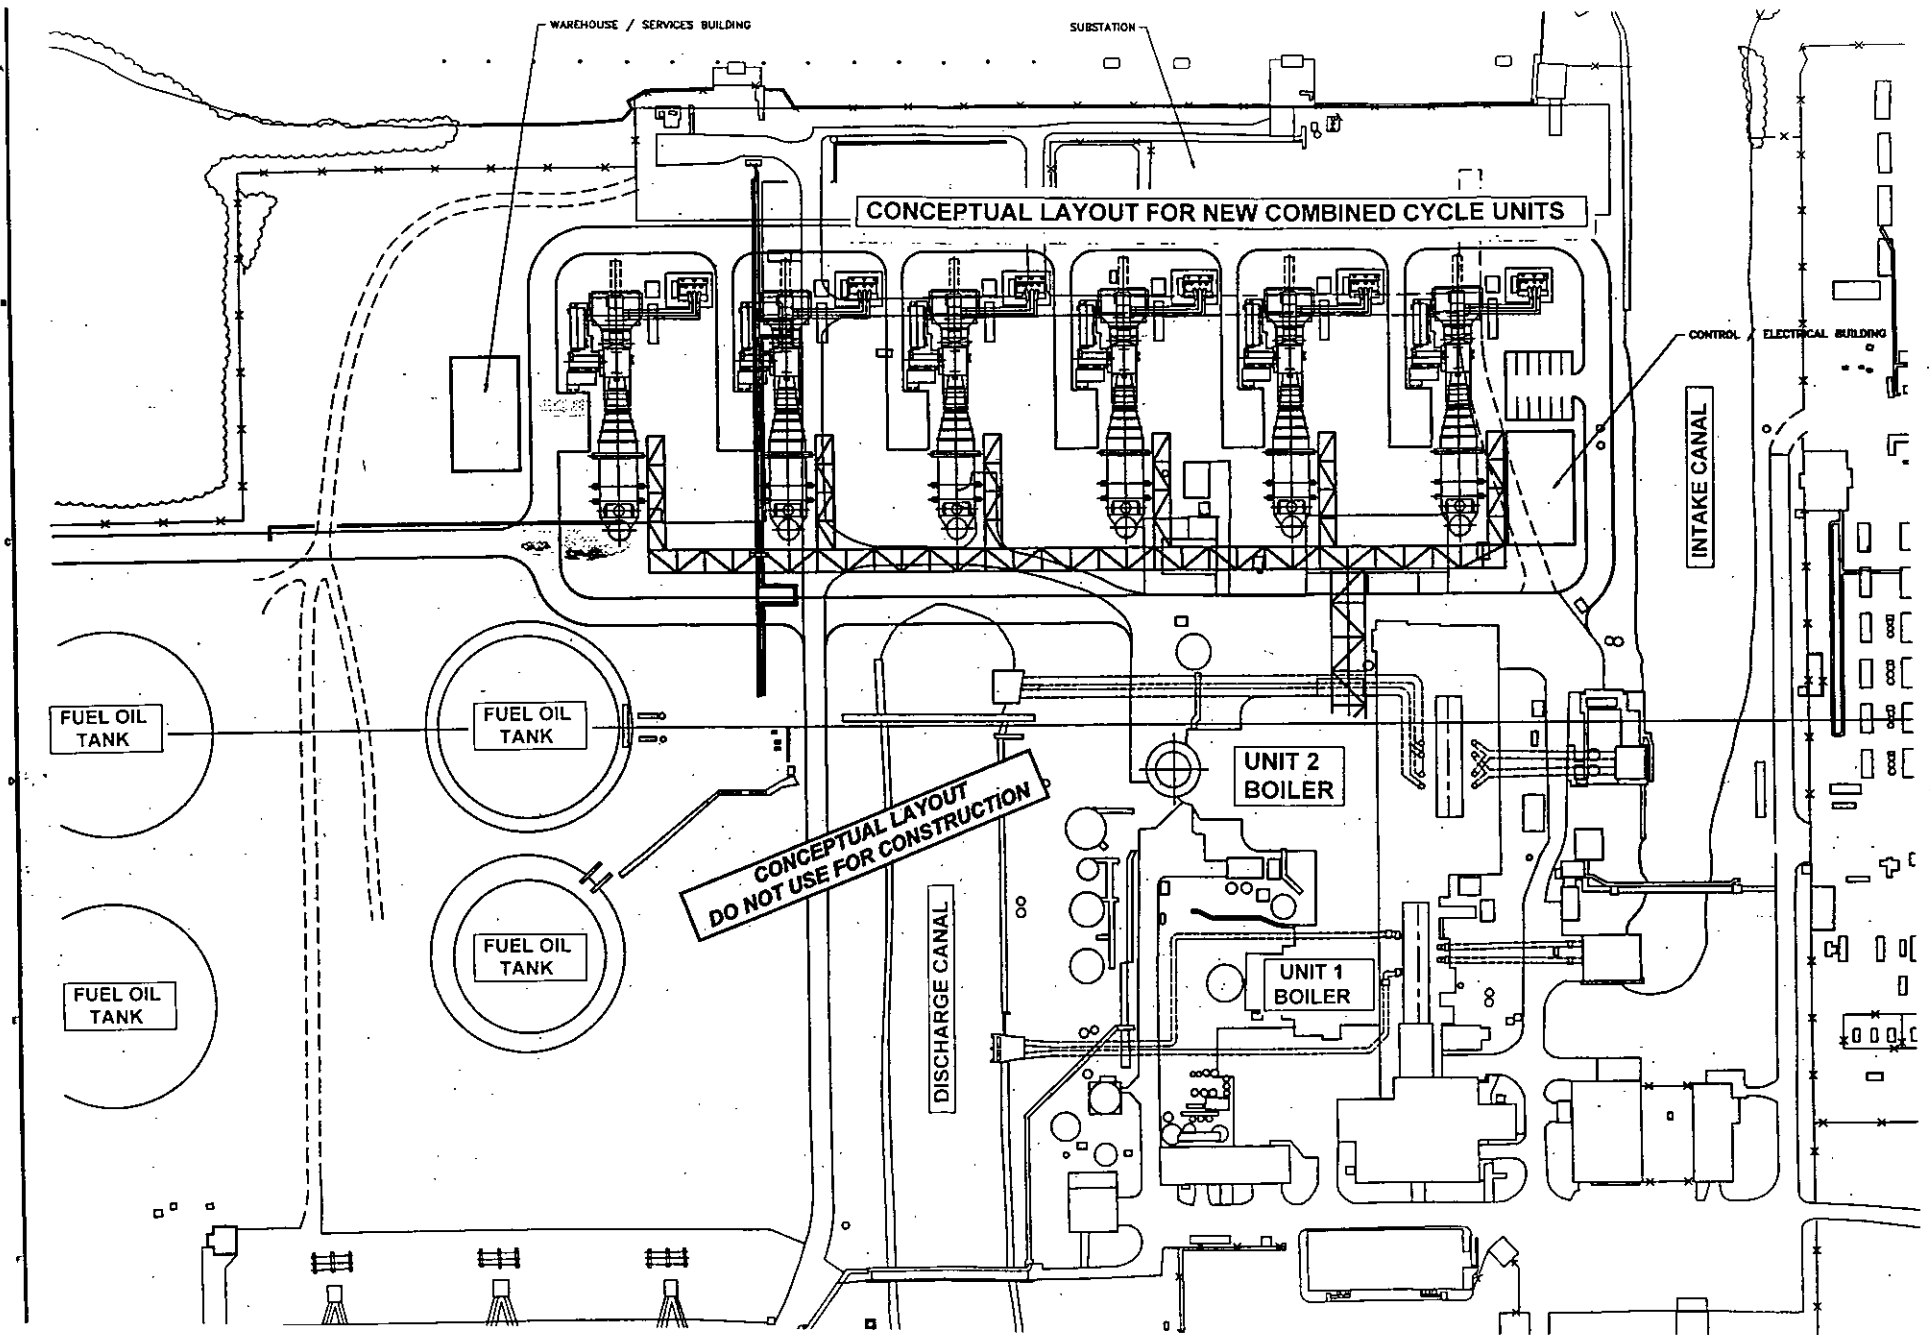 WAREHOUSE / SERVICES BUILDING
SUBSTATION
CONCEPTUAL LAYOUT FOR NEW COMBINED CYCLE UNITS
CONTROL / ELECTRICAL BUILDING
INTAKE CANAL
FUEL OIL
TANK
FUEL OIL
TANK
UNIT 2
BOILER
CONCEPTUAL LAYOUT
DO NOT USE FOR CONSTRUCTION
FUEL OIL
TANK
FUEL OIL
TANK
DISCHARGE CANAL
UNIT 1
BOILER